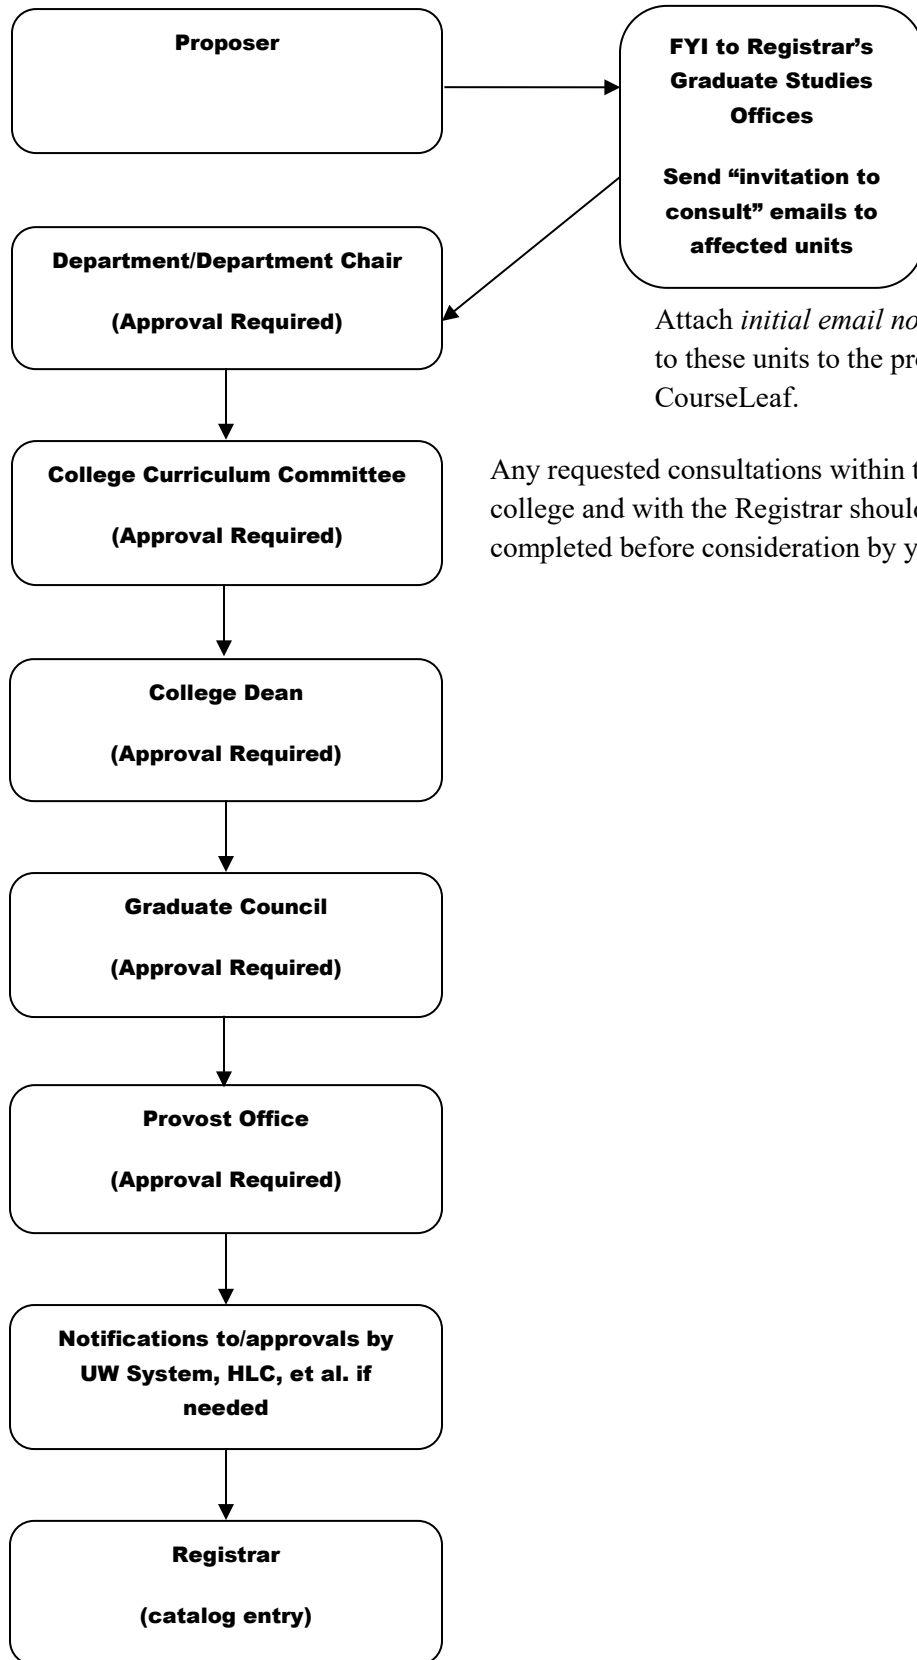 Proposer
FYI to Registrar’s
Graduate Studies
Offices
Send “invitation to
consult” emails to
affected units
Department/Department Chair
(Approval Required)
Attach initial email
to these units to the
CourseLeaf.
College Curriculum Committee
(Approval Required)
Any requested consultations within
college and with the Registrar
completed before consideration by
College Dean
(Approval Required)
Graduate Council
(Approval Required)
Provost Office
(Approval Required)
Notifications to/approvals by
UW System, HLC, et al. if
needed
Registrar
(catalog entry)